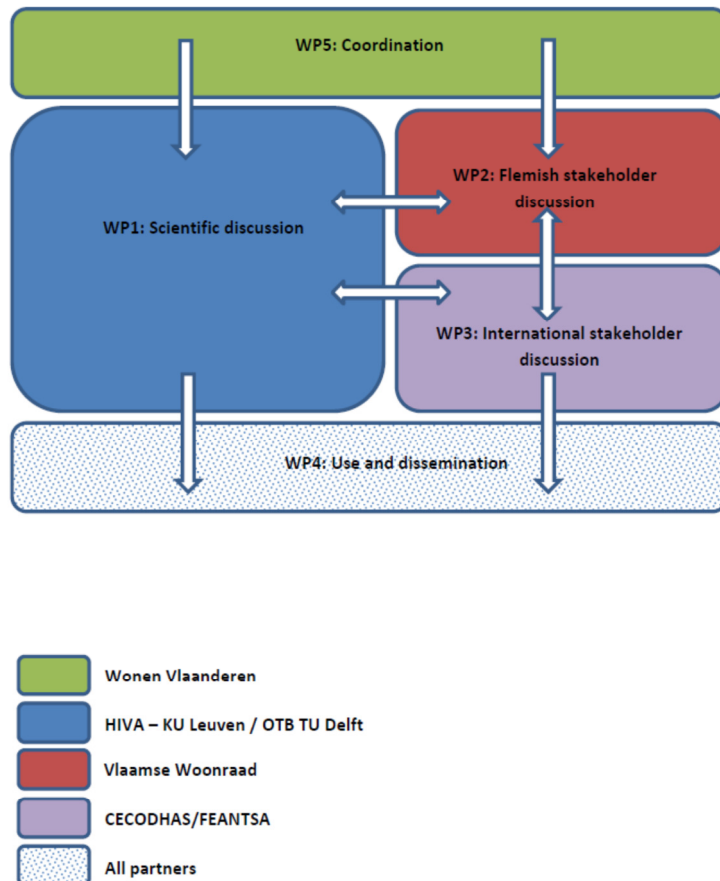 WP5: Coordination
WP1: Scientific discussion
WP2: Flemish stakeholder
discussion
WP3: International stakeholder
discussion
WP4: Use and dissemination
Wonen Vlaanderen
HIVA – KU Leuven / OTB TU Delft
Vlaamse Woonraad
CECODHAS/FEANTSA
All partners